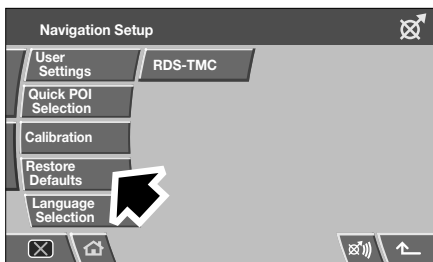 Navigation Setup
User
Settings
RDS-TMC
Quick POI
Selection
Calibration
Restore
Defaults
Language
Selection